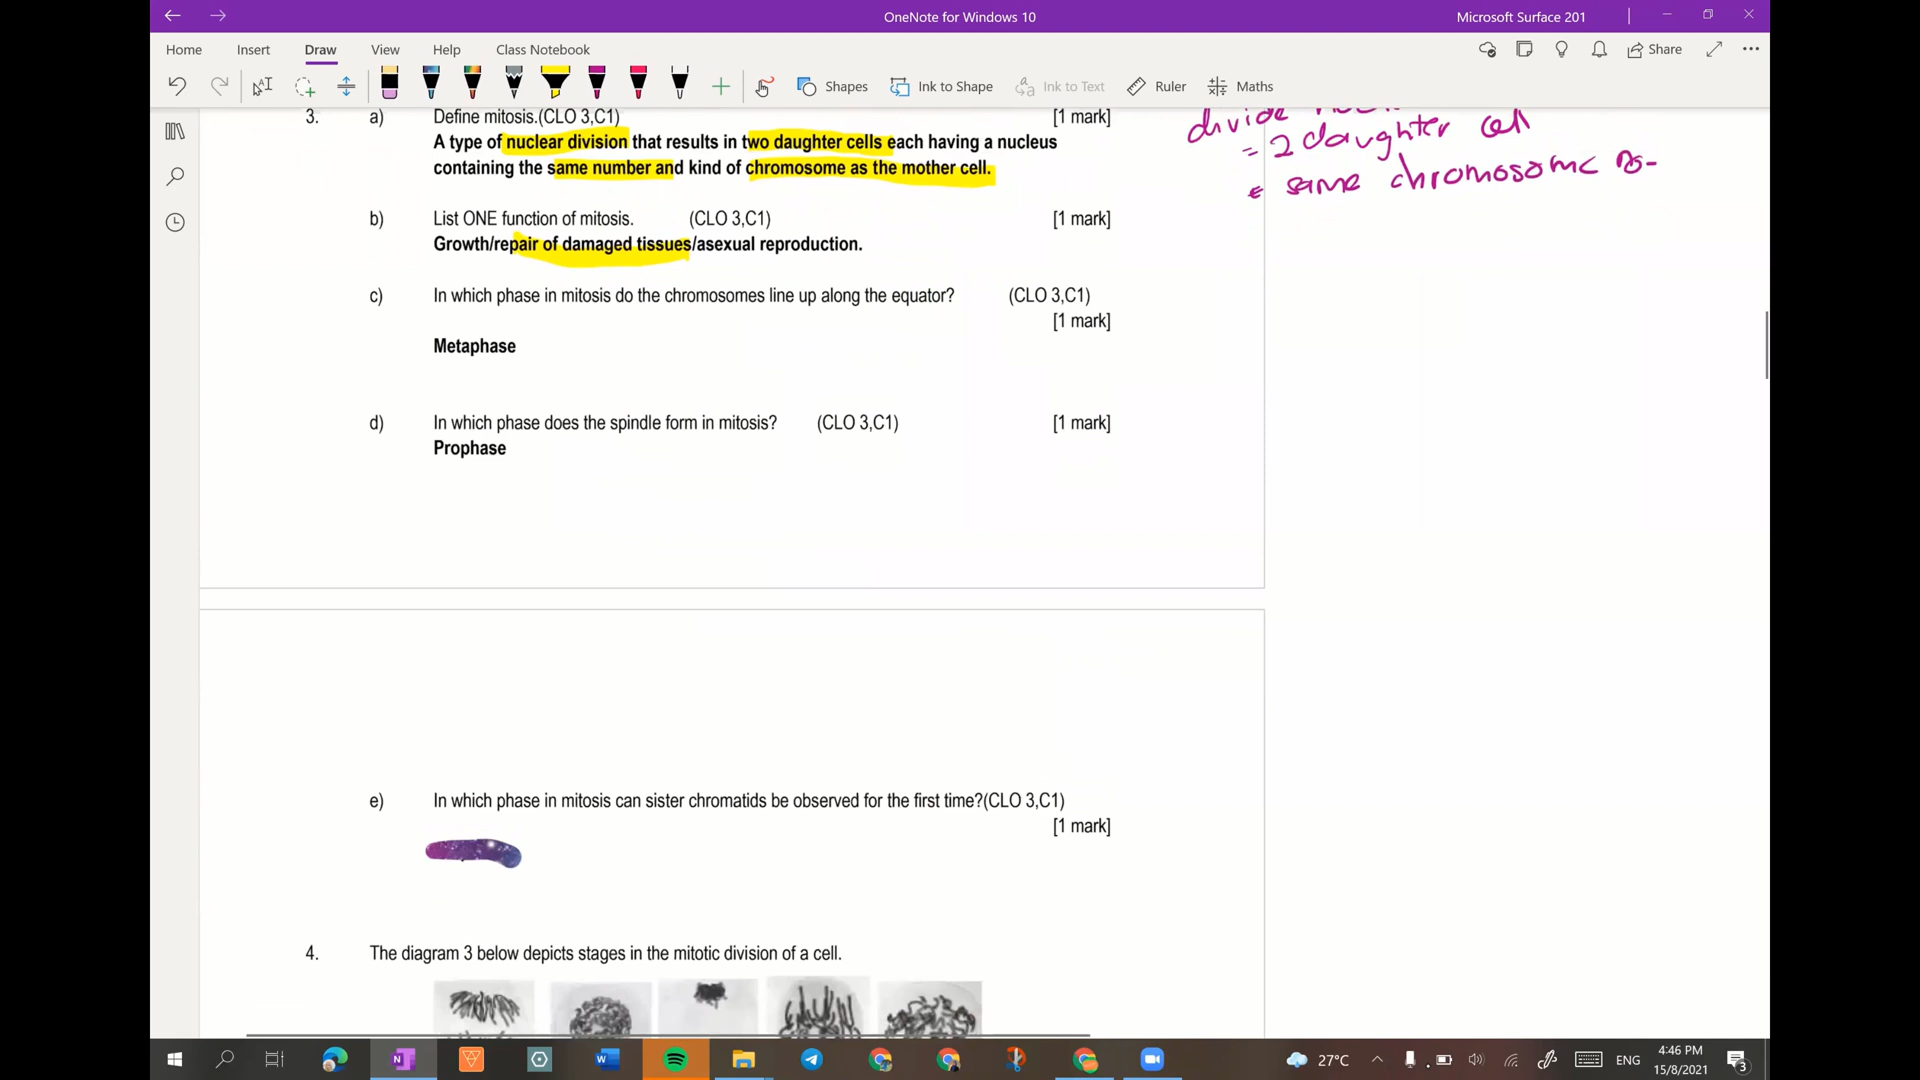 OneNote for Windows 10
Microsoft Surface 201
Home Insert Draw View Help Class Notebook
Share
Shapes Ink to Shape Ink to Text Ruler Maths
3. a) Define mitosis.(CLO 3,C1) [1 mark]
A type of nuclear division that results in two daughter cells each having a nucleus
containing the same number and kind of chromosome as the mother cell.
divide
= 2 daughter cell
same chromosome
b) List ONE function of mitosis. (CLO 3,C1) [1 mark]
Growth/repair of damaged tissues/asexual reproduction.
c) In which phase in mitosis do the chromosomes line up along the equator? (CLO 3,C1)
[1 mark]
Metaphase
d) In which phase does the spindle form in mitosis? (CLO 3,C1) [1 mark]
Prophase
e) In which phase in mitosis can sister chromatids be observed for the first time?(CLO 3,C1)
[1 mark]
4. The diagram 3 below depicts stages in the mitotic division of a cell.
27°C
ENG
4:46 PM
15/8/2021
3